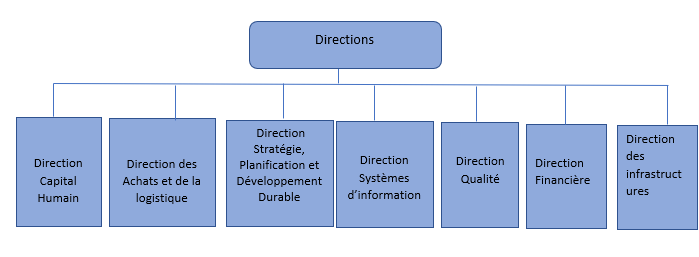 Directions
Direction
Capital
Humain
Direction des
Achats et de la
logistique
Direction
Stratégie,
Planification et
Développement
Durable
Direction
Systèmes
d’information
Direction
Qualité
Direction
Financière
Direction
des
infrastruct
ures